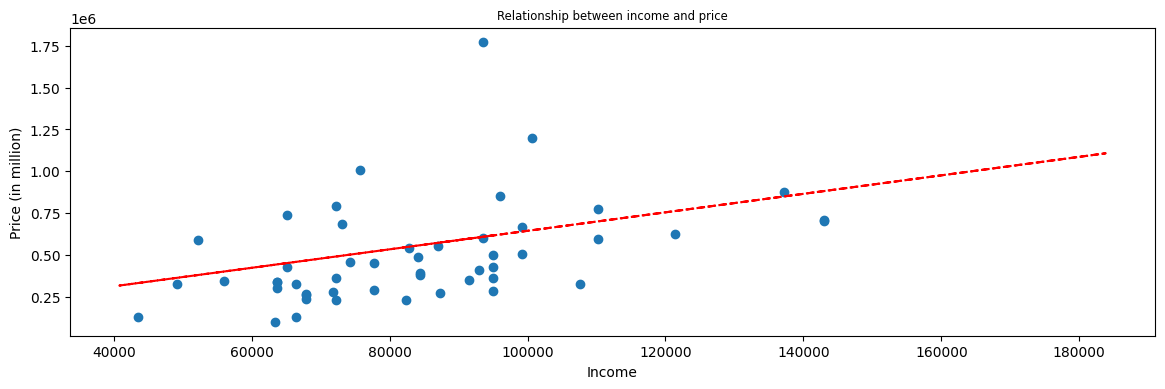 Relationship between income and price
1e6
1.75
1.50
1.25
1.00
0.75
0.50
0.25
Price (in million)
40000 60000 80000 100000 120000 140000 160000 180000
Income